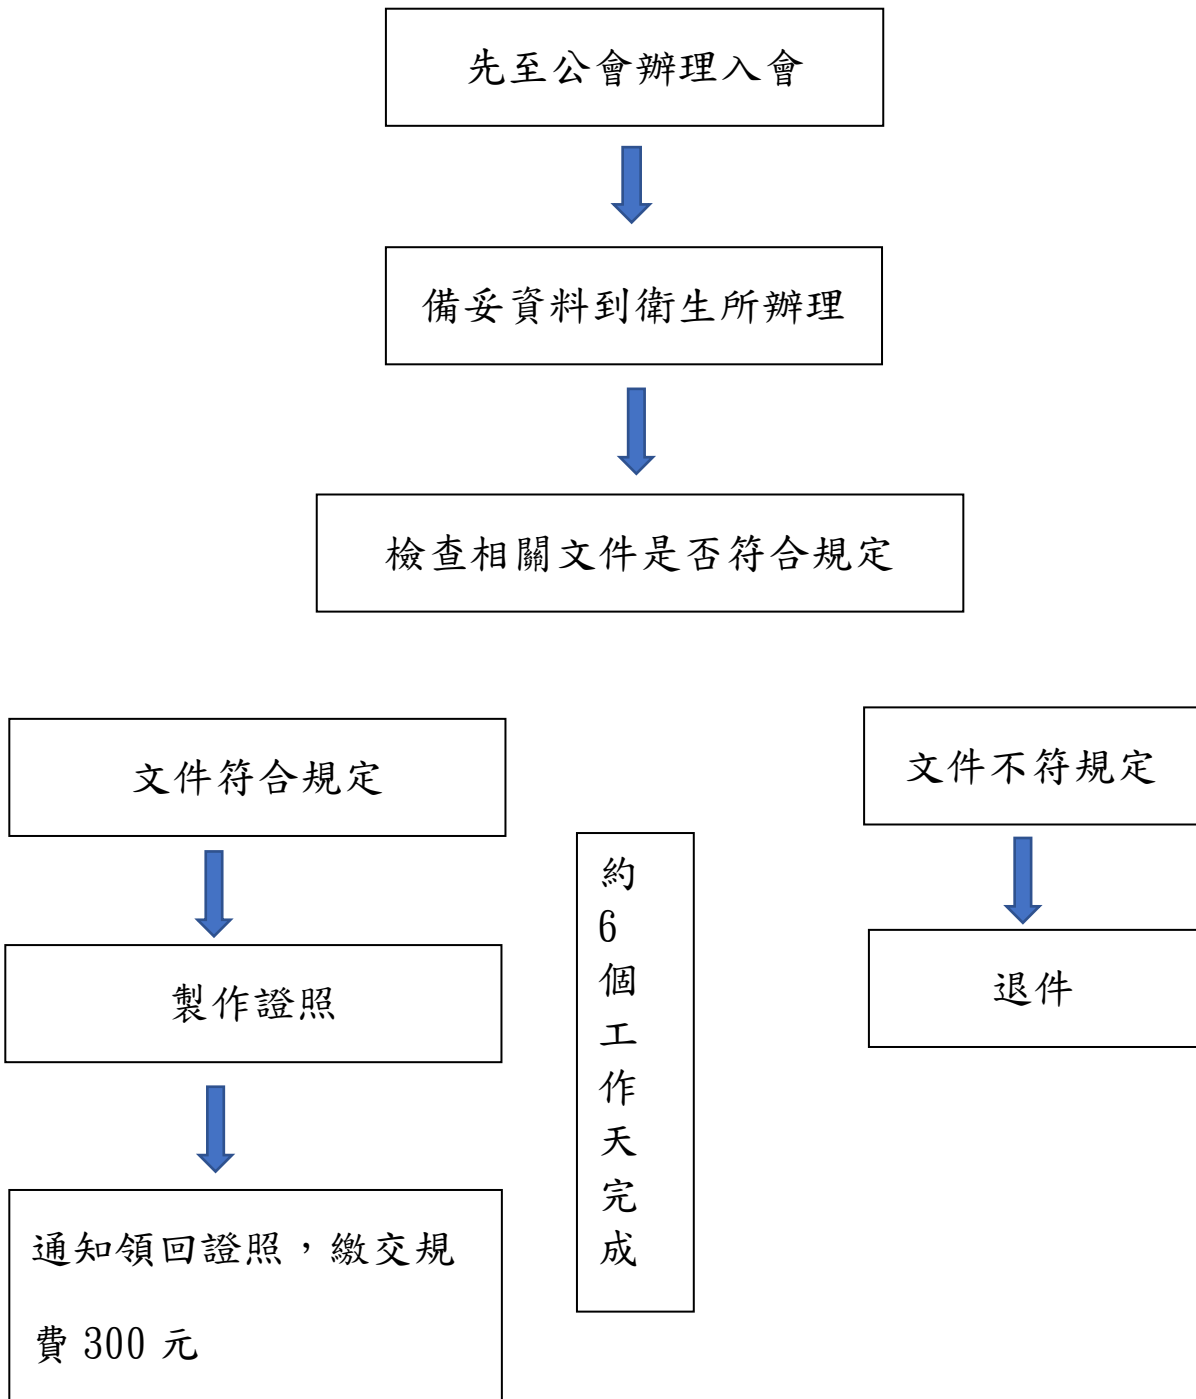 先至公會辦理入會
備妥資料到衛生所辦理
檢查相關文件是否符合規定
文件符合規定
文件不符規定
約
6
個
工
作
天
完
成
製作證照
退件
通知領回證照，繳交規
費 300 元